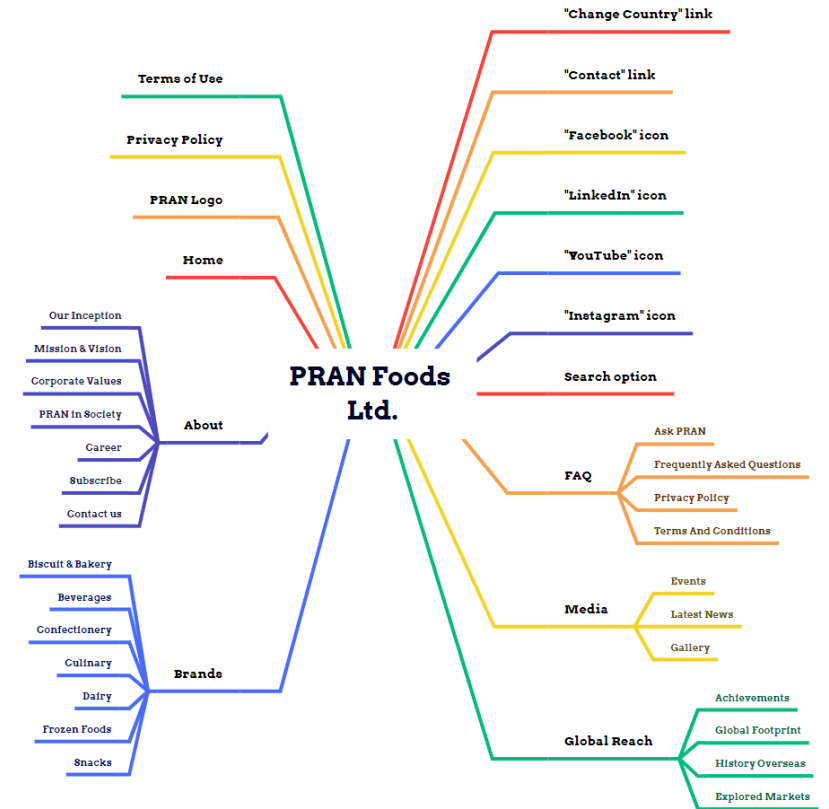 PRAN Foods
Ltd.
"Change Country" link
"Contact" link
"Facebook" icon
"LinkedIn" icon
"YouTube" icon
"Instagram" icon
Search option
FAQ
Ask PRAN
Frequently Asked Questions
Privacy Policy
Terms And Conditions
Media
Events
Latest News
Gallery
Global Reach
Achievements
Global Footprint
History Overseas
Explored Markets
Terms of Use
Privacy Policy
PRAN Logo
Home
About
Our Inception
Mission & Vision
Corporate Values
PRAN in Society
Career
Subscribe
Contact us
Brands
Biscuit & Bakery
Beverages
Confectionery
Culinary
Dairy
Frozen Foods
Snacks